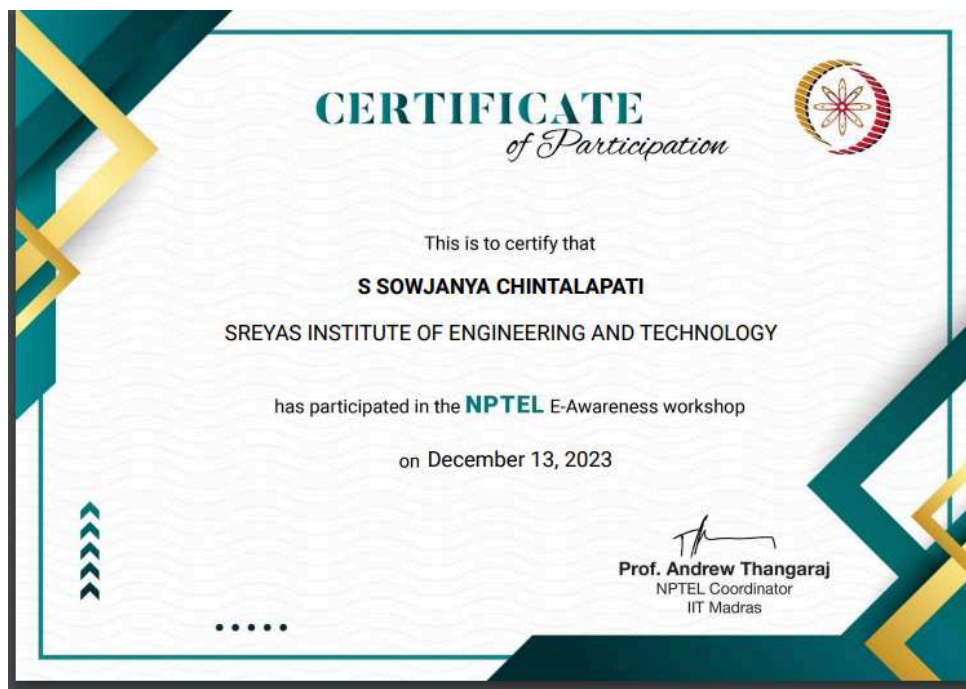 CERTIFICATE
of Participation
This is to certify that
S SOWJANYA CHINTALAPATI
SREYAS INSTITUTE OF ENGINEERING AND TECHNOLOGY
has participated in the NPTEL E-Awareness workshop
on December 13, 2023
Prof. Andrew Thangaraj
NPTEL Coordinator
IIT Madras